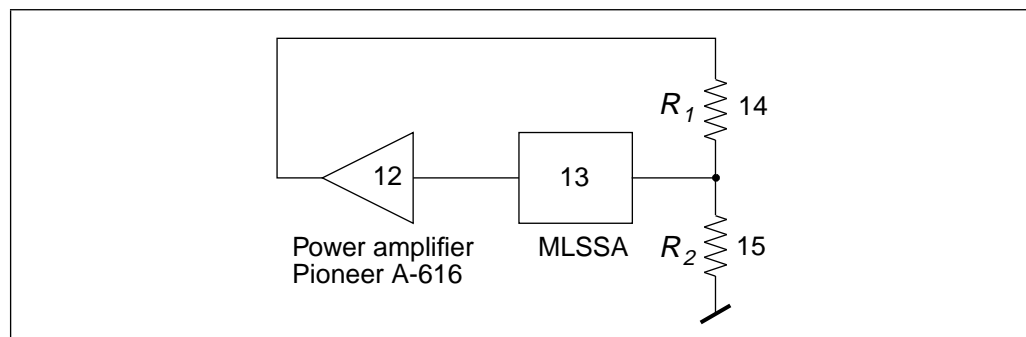 R1 14
12
13
R2 15
Power amplifier
Pioneer A-616
MLSSA